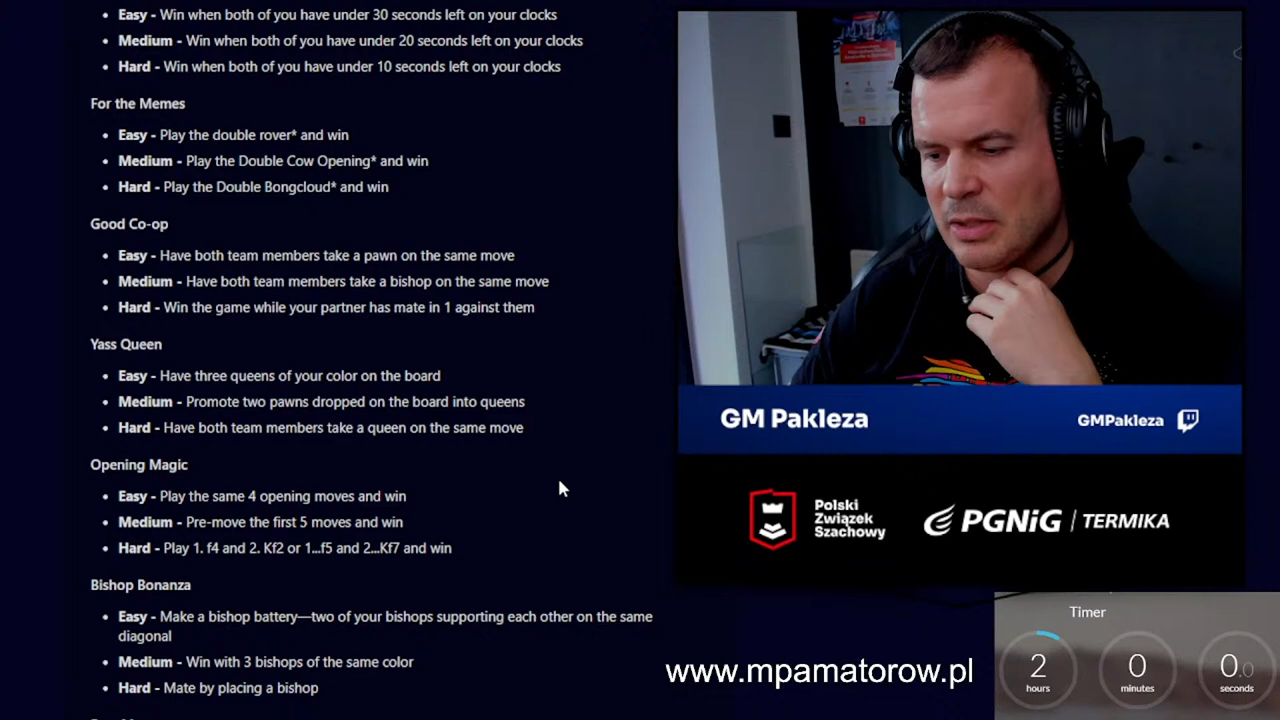 Easy - Win when both of you have under 30 seconds left on your clocks
Medium - Win when both of you have under 20 seconds left on your clocks
Hard - Win when both of you have under 10 seconds left on your clocks
For the Memes
Easy - Play the double rover* and win
Medium - Play the Double Cow Opening* and win
Hard - Play the Double Bongcloud* and win
Good Co-op
Easy - Have both team members take a pawn on the same move
Medium - Have both team members take a bishop on the same move
Hard - Win the game while your partner has mate in 1 against them
Yass Queen
Easy - Have three queens of your color on the board
Medium - Promote two pawns dropped on the board into queens
Hard - Have both team members take a queen on the same move
Opening Magic
Easy - Play the same 4 opening moves and win
Medium - Pre-move the first 5 moves and win
Hard - Play 1. f4 and 2. Kf2 or 1...f5 and 2...Kf7 and win
Bishop Bonanza
Easy - Make a bishop battery—two of your bishops supporting each other on the same
diagonal
Medium - Win with 3 bishops of the same color
Hard - Mate by placing a bishop
GM Pakleza
GMPakleza
Polski
Związek
Szachowy
PGNiG | TERMIKA
www.mpamatorow.pl
Timer
2 0 0.0
hours minutes seconds